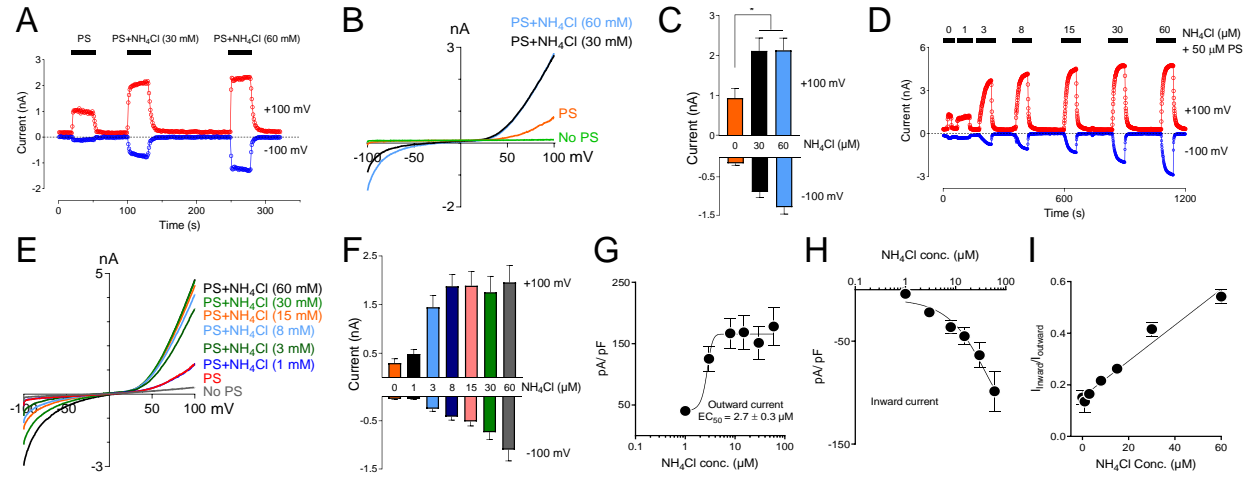 A
PS
PS+NH4Cl (30 mM)
PS+NH4Cl (60 mM)
3
2
1
0
-1
-2
Current (nA)
+100 mV
-100 mV
0
100
200
300
Time (s)
B
nA
PS+NH4Cl (60 mM)
PS+NH4Cl (30 mM)
3
PS
No PS
-100
-50
50
100
mV
-2
C
*
3
2
1
0
Current (nA)
+100 mV
NH4Cl (µM)
0
30
60
-0.5
-1.5
-100 mV
D
0
1
3
8
15
30
60
NH4Cl (µM)
+ 50 µM PS
6
3
0
-3
Current (nA)
+100 mV
-100 mV
0
600
1200
Time (s)
E
nA
5
PS+NH4Cl (60 mM)
PS+NH4Cl (30 mM)
PS+NH4Cl (15 mM)
PS+NH4Cl (8 mM)
PS+NH4Cl (3 mM)
PS+NH4Cl (1 mM)
PS
No PS
-100
-50
50
100
mV
-3
F
2.5
1.5
0.5
Current (nA)
+100 mV
0
1
3
8
15
30
60
NH4Cl (µM)
-0.5
-1.5
-100 mV
G
250
150
50
pA/ pF
Outward current
EC50 = 2.7 ± 0.3 µM
0.1
1
10
100
NH4Cl conc. (µM)
H
NH4Cl conc. (µM)
0.1
1
10
100
-50
-150
pA/ pF
Inward current
I
0.6
0.4
0.2
0.0
IInward/Ioutward
0
15
30
45
60
NH4Cl Conc. (µM)